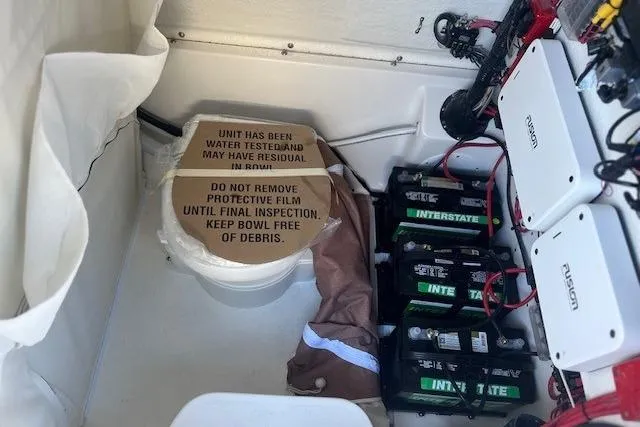 UNIT HAS BEEN
WATER TESTED AND
MAY HAVE RESIDUAL
IN BOWL
DO NOT REMOVE
PROTECTIVE FILM
UNTIL FINAL INSPECTION.
KEEP BOWL FREE
OF DEBRIS.
FUSION
FUSION
INTERSTATE
INTERSTATE
INTERSTATE